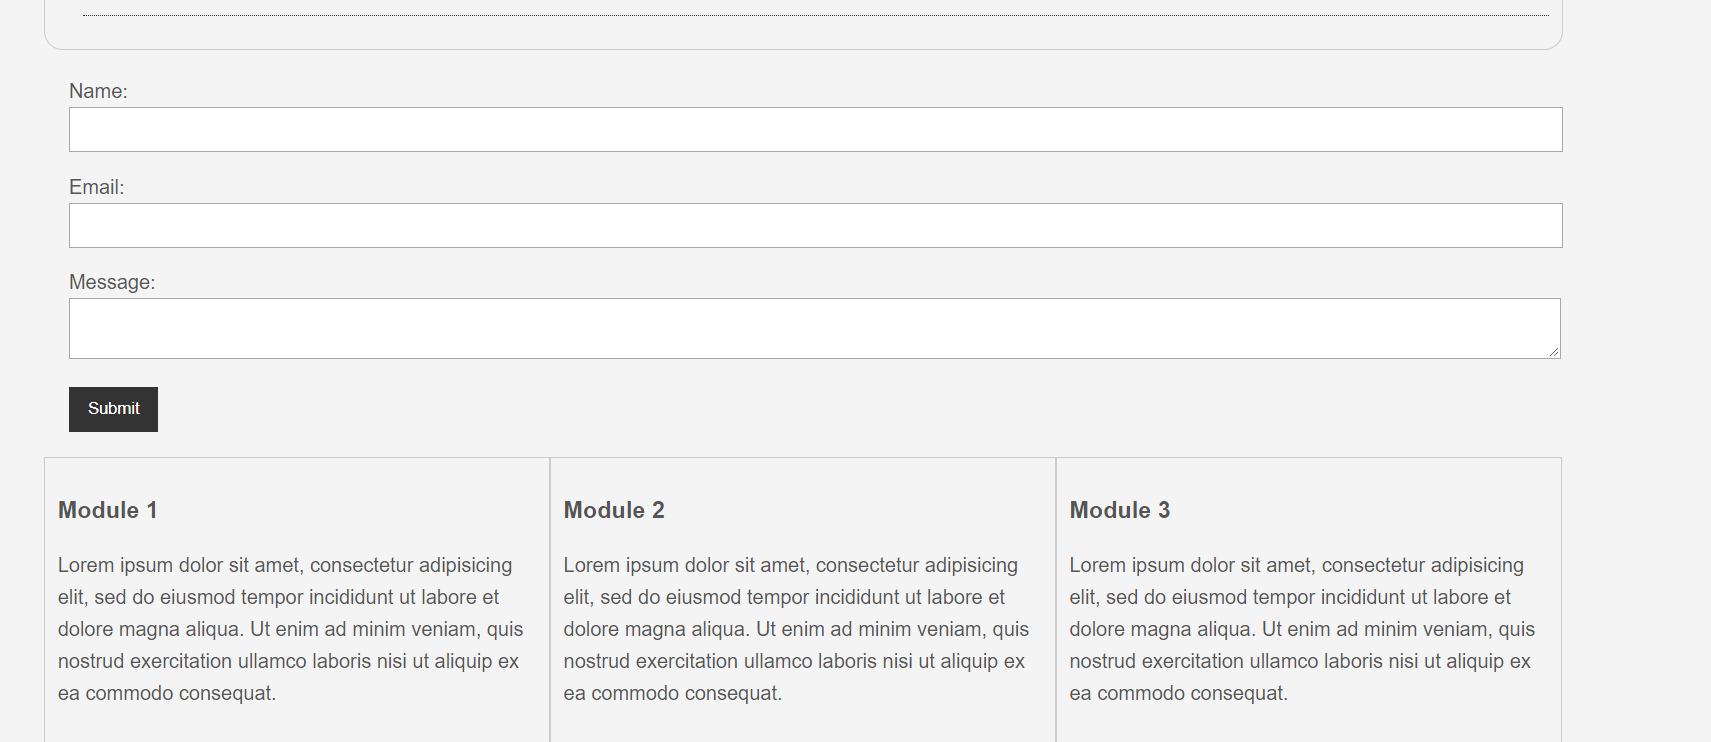 Name:
Email:
Message:
Submit
Module 1
Lorem ipsum dolor sit amet, consectetur adipisicing
elit, sed do eiusmod tempor incididunt ut labore et
dolore magna aliqua. Ut enim ad minim veniam, quis
nostrud exercitation ullamco laboris nisi ut aliquip ex
ea commodo consequat.
Module 2
Lorem ipsum dolor sit amet, consectetur adipisicing
elit, sed do eiusmod tempor incididunt ut labore et
dolore magna aliqua. Ut enim ad minim veniam, quis
nostrud exercitation ullamco laboris nisi ut aliquip ex
ea commodo consequat.
Module 3
Lorem ipsum dolor sit amet, consectetur adipisicing
elit, sed do eiusmod tempor incididunt ut labore et
dolore magna aliqua. Ut enim ad minim veniam, quis
nostrud exercitation ullamco laboris nisi ut aliquip ex
ea commodo consequat.